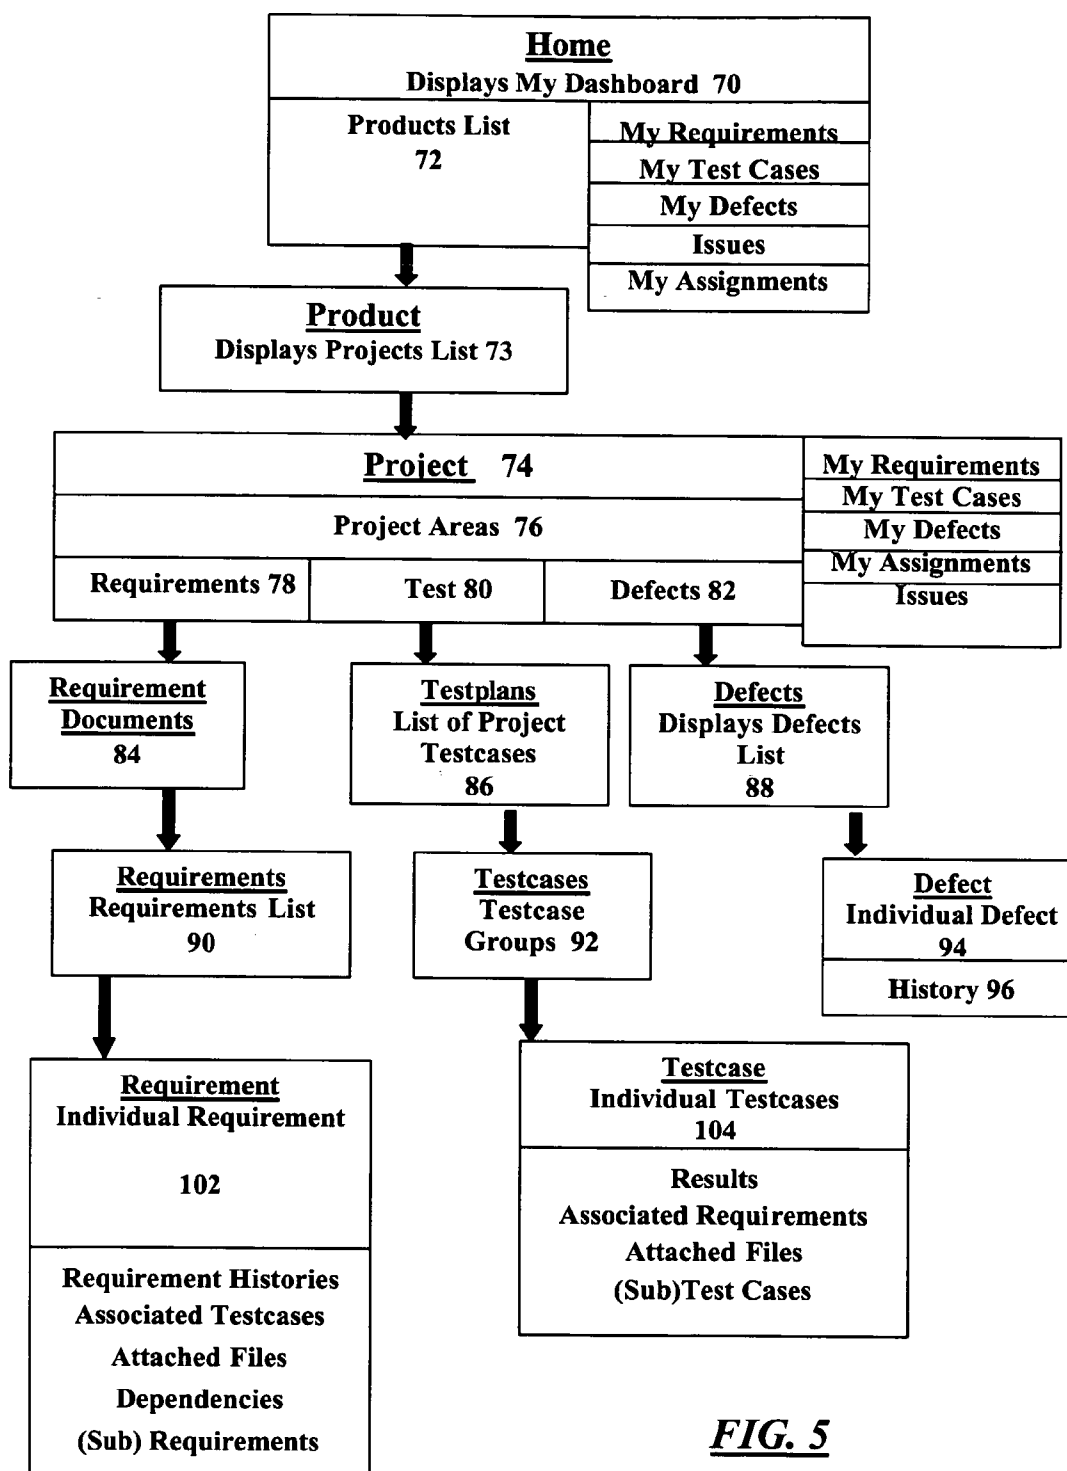 Home
Displays My Dashboard 70
Products List
72
My Requirements
My Test Cases
My Defects
Issues
My Assignments
Product
Displays Projects List 73
Project 74
Project Areas 76
Requirements 78
Test 80
Defects 82
My Requirements
My Test Cases
My Defects
My Assignments
Issues
Requirement
Documents
84
Testplans
List of Project
Testcases
86
Defects
Displays Defects
List
88
Requirements
Requirements List
90
Testcases
Testcase
Groups 92
Defect
Individual Defect
94
History 96
Requirement
Individual Requirement
102
Requirement Histories
Associated Testcases
Attached Files
Dependencies
(Sub) Requirements
Testcase
Individual Testcases
104
Results
Associated Requirements
Attached Files
(Sub)Test Cases
FIG. 5